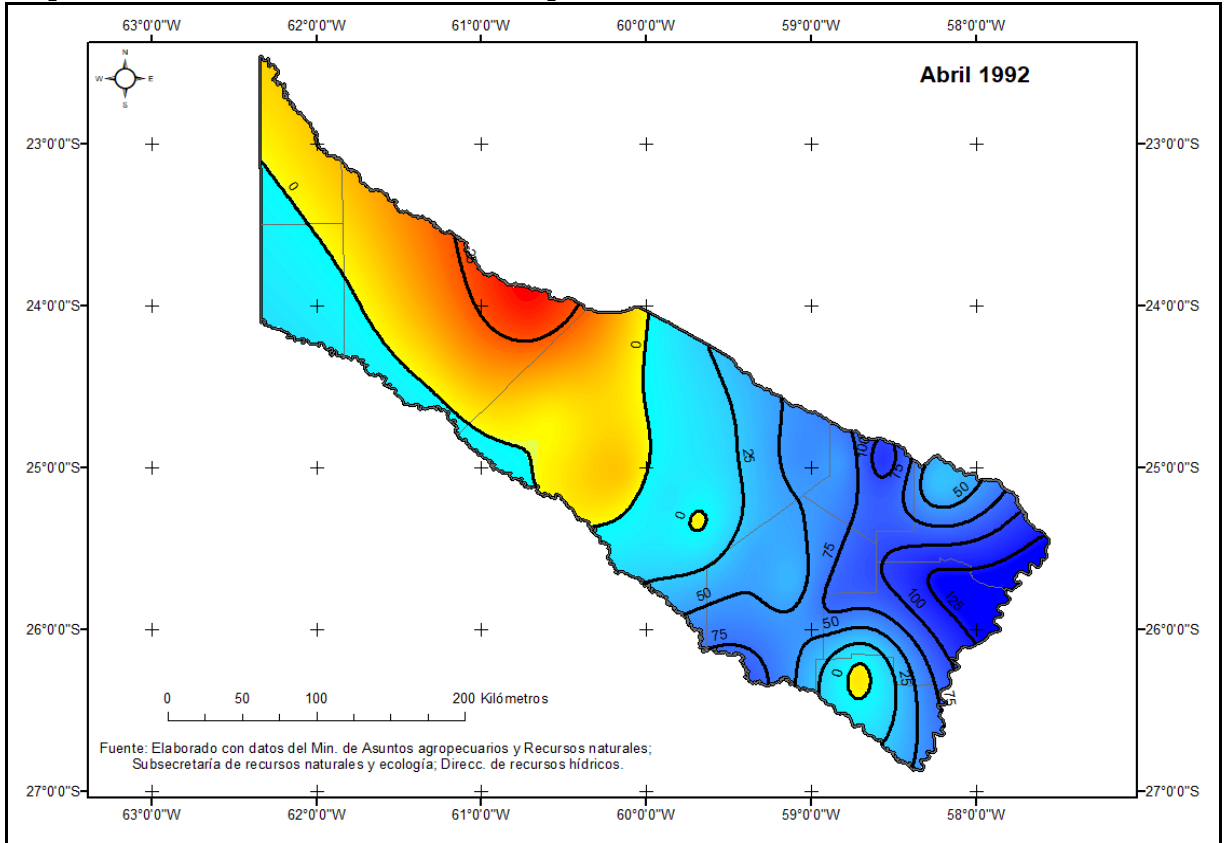 63°0'0"W 62°0'0"W 61°0'0"W 60°0'0"W 59°0'0"W 58°0'0"W
N
W E
S
Abril 1992
23°0'0"S 23°0'0"S
0
25
24°0'0"S 24°0'0"S
0
100
25
75
25°0'0"S 25°0'0"S
50
0
75
50
100
125
26°0'0"S 50 26°0'0"S
75
0
25
75
0 50 100 200 Kilómetros
Fuente: Elaborado con datos del Min. de Asuntos agropecuarios y Recursos naturales;
Subsecretaría de recursos naturales y ecología; Direcc. de recursos hídricos.
27°0'0"S 27°0'0"S
63°0'0"W 62°0'0"W 61°0'0"W 60°0'0"W 59°0'0"W 58°0'0"W